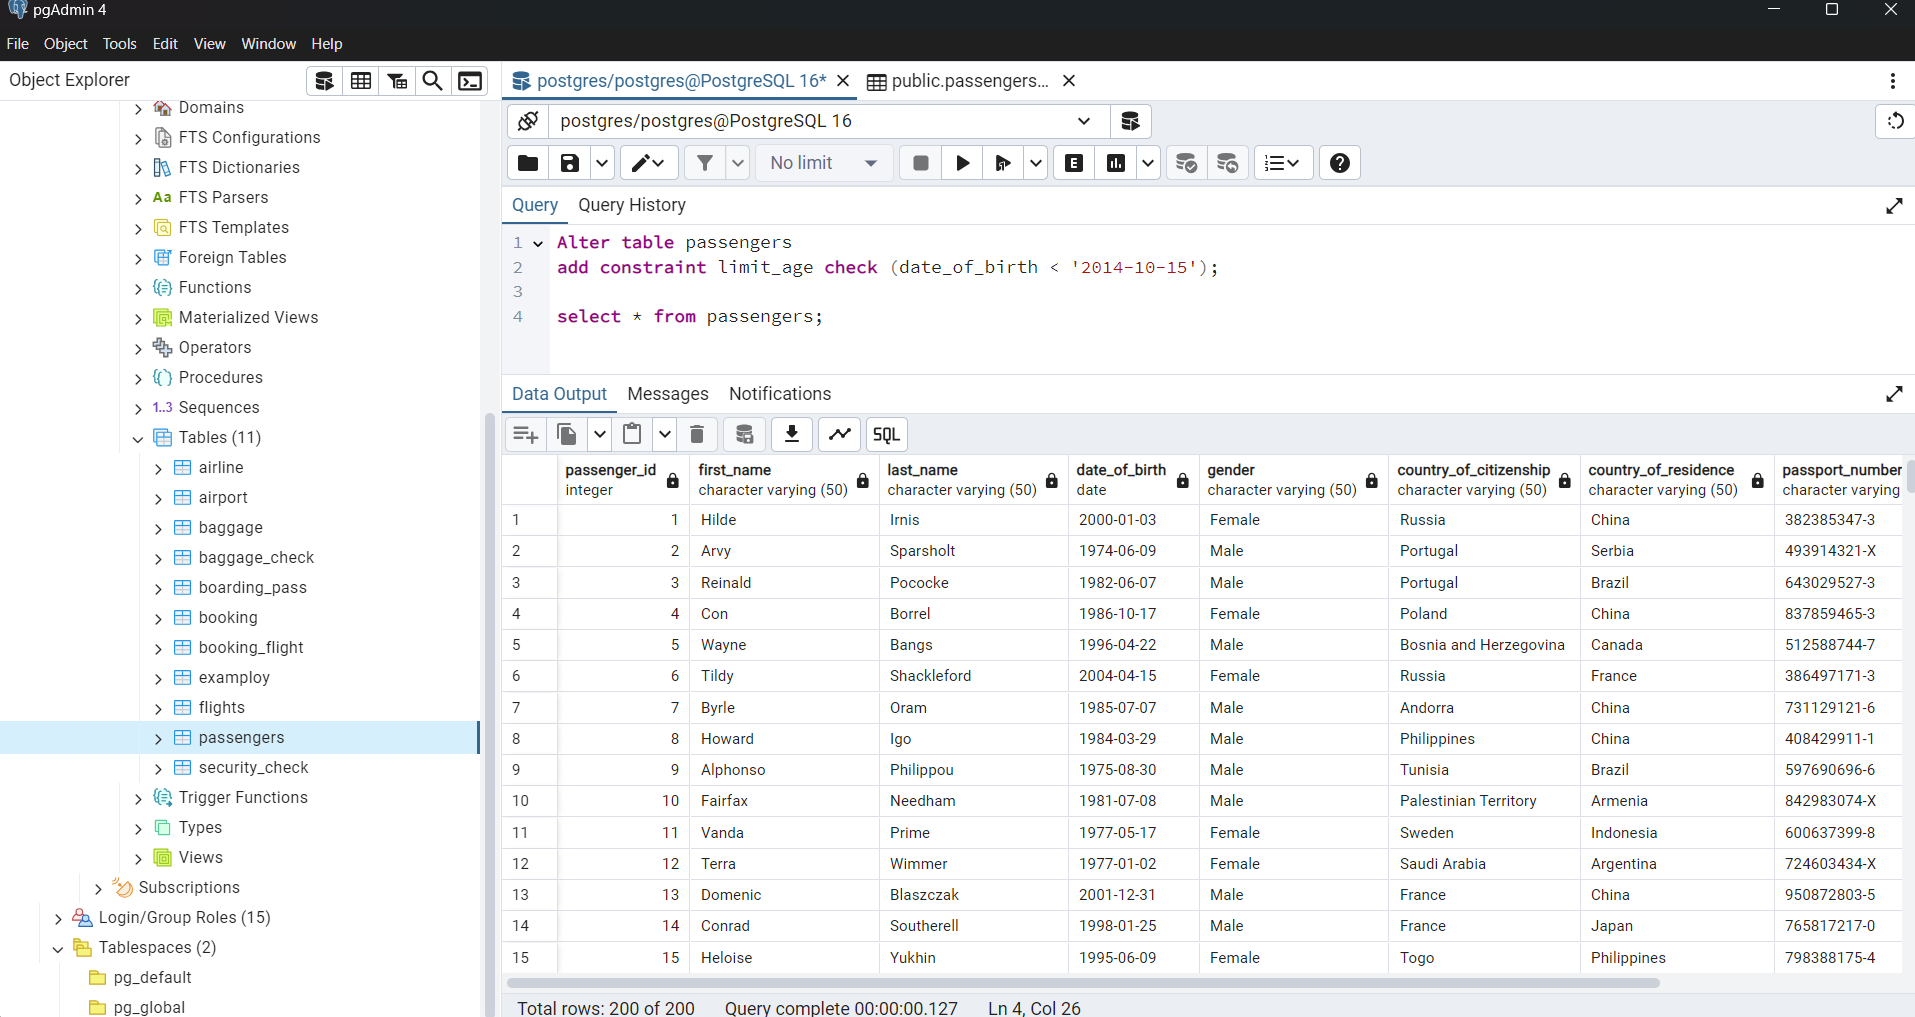 pgAdmin 4
File Object Tools Edit View Window Help
Object Explorer
Domains
FTS Configurations
FTS Dictionaries
Aa FTS Parsers
FTS Templates
Foreign Tables
Functions
Materialized Views
Operators
Procedures
1..3 Sequences
Tables (11)
airline
airport
baggage
baggage_check
boarding_pass
booking
booking_flight
examploy
flights
passengers
security_check
Trigger Functions
Types
Views
Subscriptions
Login/Group Roles (15)
Tablespaces (2)
pg_default
pg_global
postgres/postgres@PostgreSQL 16* public.passengers...
postgres/postgres@PostgreSQL 16
No limit E
Query Query History
1 Alter table passengers
2 add constraint limit_age check (date_of_birth < '2014-10-15');
3
4 select * from passengers;
Data Output Messages Notifications
SQL
passenger_id first_name last_name date_of_birth gender country_of_citizenship country_of_residence passport_number
integer character varying (50) character varying (50) date character varying (50) character varying (50) character varying (50) character varying
1 1 Hilde Irnis 2000-01-03 Female Russia China 382385347-3
2 2 Arvy Sparsholt 1974-06-09 Male Portugal Serbia 493914321-X
3 3 Reinald Pococke 1982-06-07 Male Portugal Brazil 643029527-3
4 4 Con Borrel 1986-10-17 Female Poland China 837859465-3
5 5 Wayne Bangs 1996-04-22 Male Bosnia and Herzegovina Canada 512588744-7
6 6 Tildy Shackleford 2004-04-15 Female Russia France 386497171-3
7 7 Byrle Oram 1985-07-07 Male Andorra China 731129121-6
8 8 Howard Igo 1984-03-29 Male Philippines China 408429911-1
9 9 Alphonso Philippou 1975-08-30 Male Tunisia Brazil 597690696-6
10 10 Fairfax Needham 1981-07-08 Male Palestinian Territory Armenia 842983074-X
11 11 Vanda Prime 1977-05-17 Female Sweden Indonesia 600637399-8
12 12 Terra Wimmer 1977-01-02 Female Saudi Arabia Argentina 724603434-X
13 13 Domenic Blaszczak 2001-12-31 Male France China 950872803-5
14 14 Conrad Southerell 1998-01-25 Male France Japan 765817217-0
15 15 Heloise Yukhin 1995-06-09 Female Togo Philippines 798388175-4
Total rows: 200 of 200 Query complete 00:00:00.127 Ln 4, Col 26